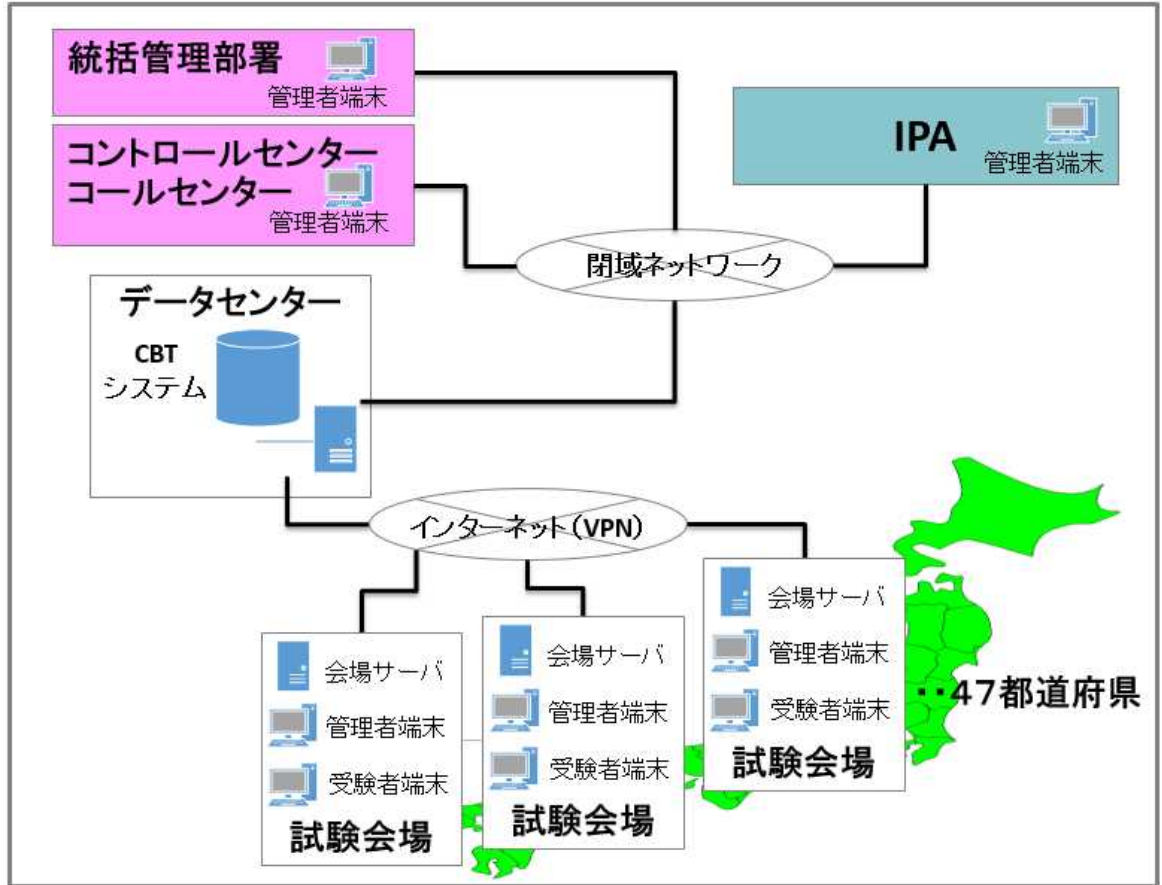 統括管理部署
管理者端末
コントロールセンター
コールセンター
管理者端末
IPA
管理者端末
閉域ネットワーク
データセンター
CBT
システム
インターネット(VPN)
会場サーバ
管理者端末
受験者端末
試験会場
会場サーバ
管理者端末
受験者端末
試験会場
会場サーバ
管理者端末
受験者端末
試験会場
・・47都道府県